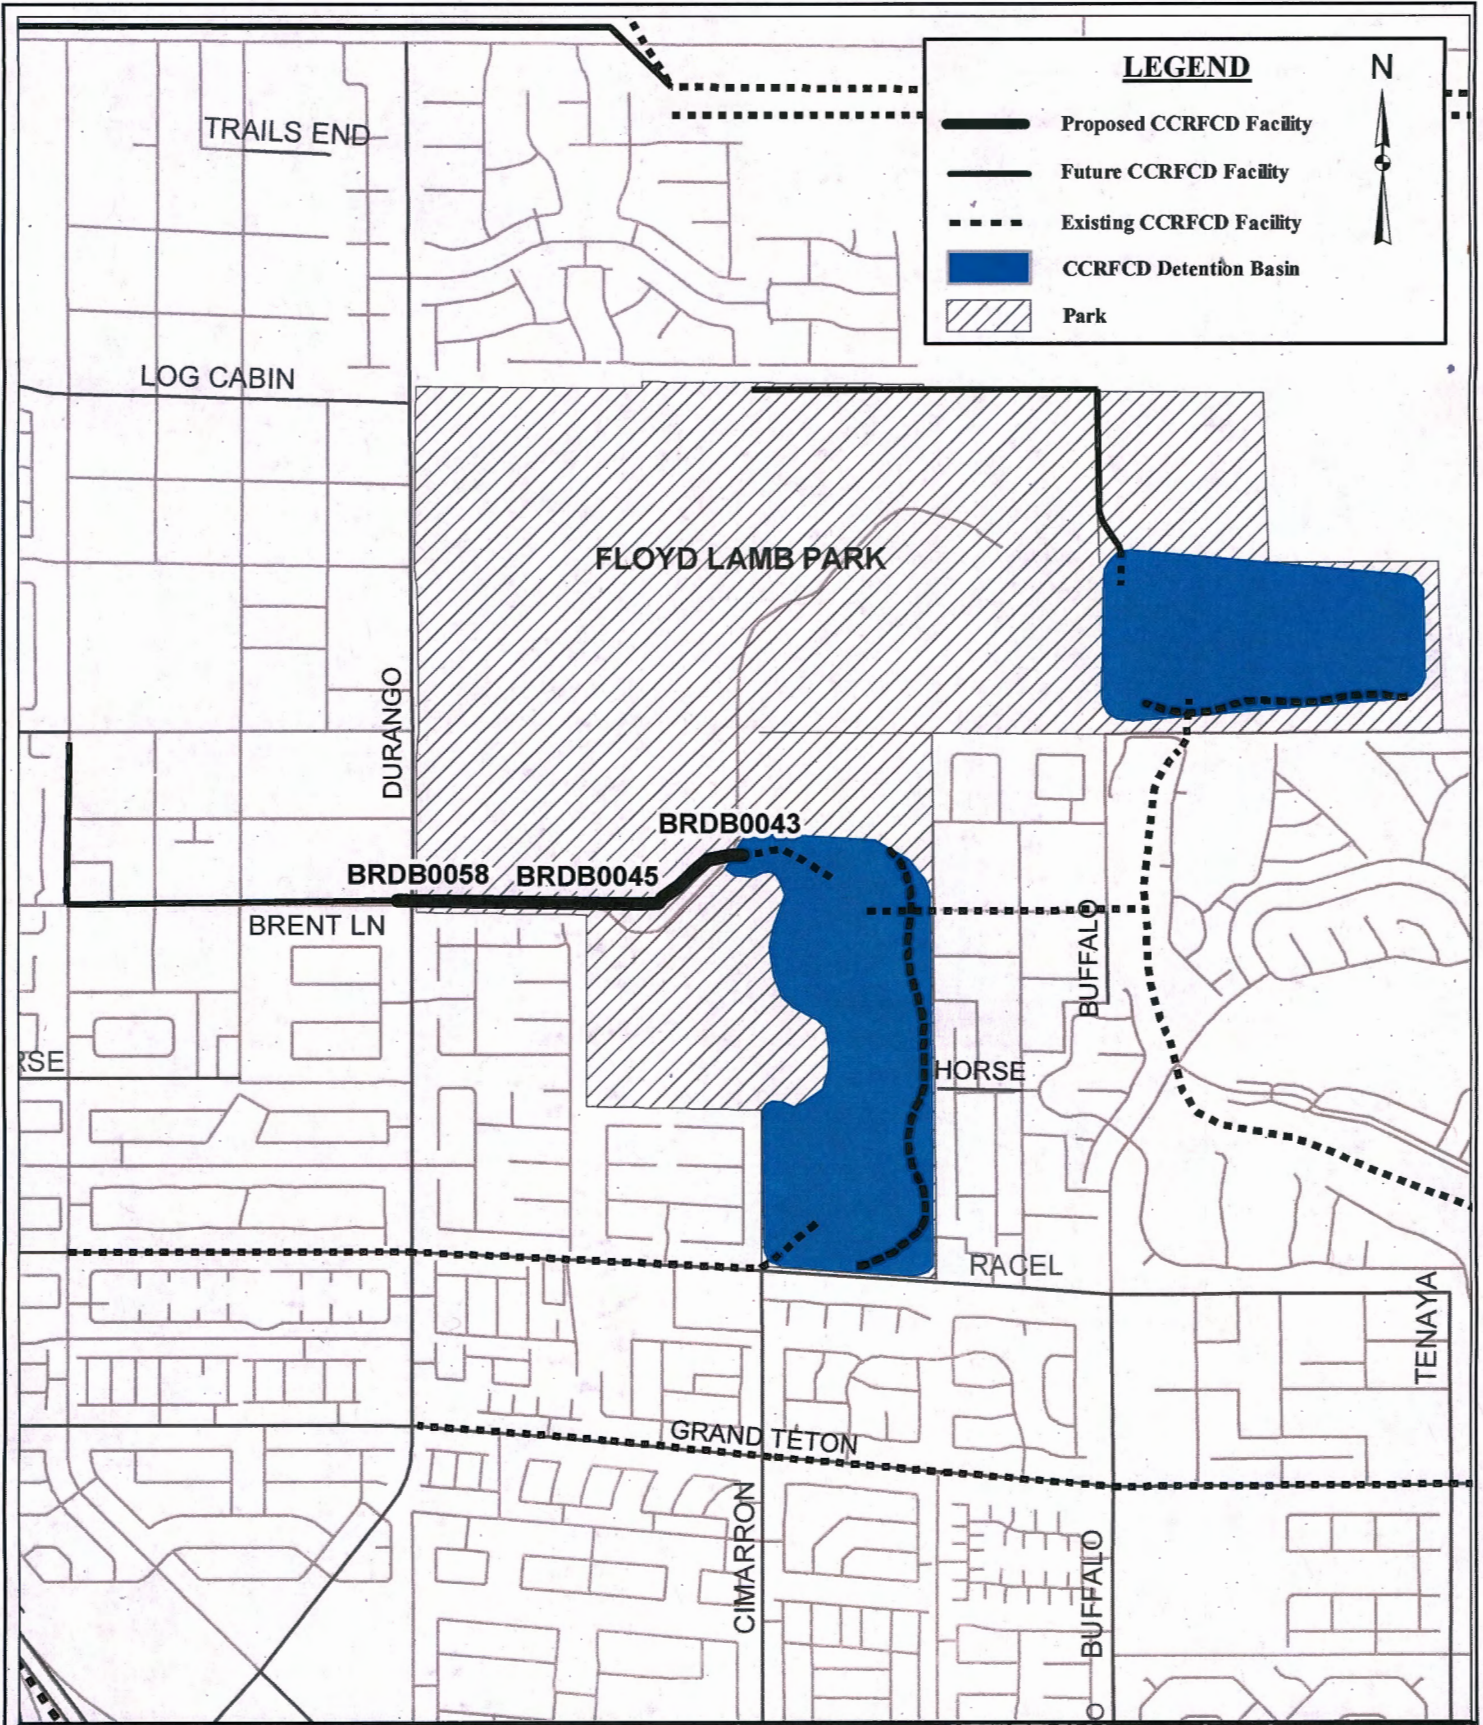 LEGEND
N
Proposed CCRFCD Facility
Future CCRFCD Facility
Existing CCRFCD Facility
CCRFCD Detention Basin
Park
TRAILS END
LOG CABIN
FLOYD LAMB PARK
DURANGO
BRDB0043
BRDB0058
BRDB0045
BRENT LN
BUFFALO
RSE
HORSE
RACEL
TENAYA
GRAND TETON
CIMARRON
BUFFALO
O